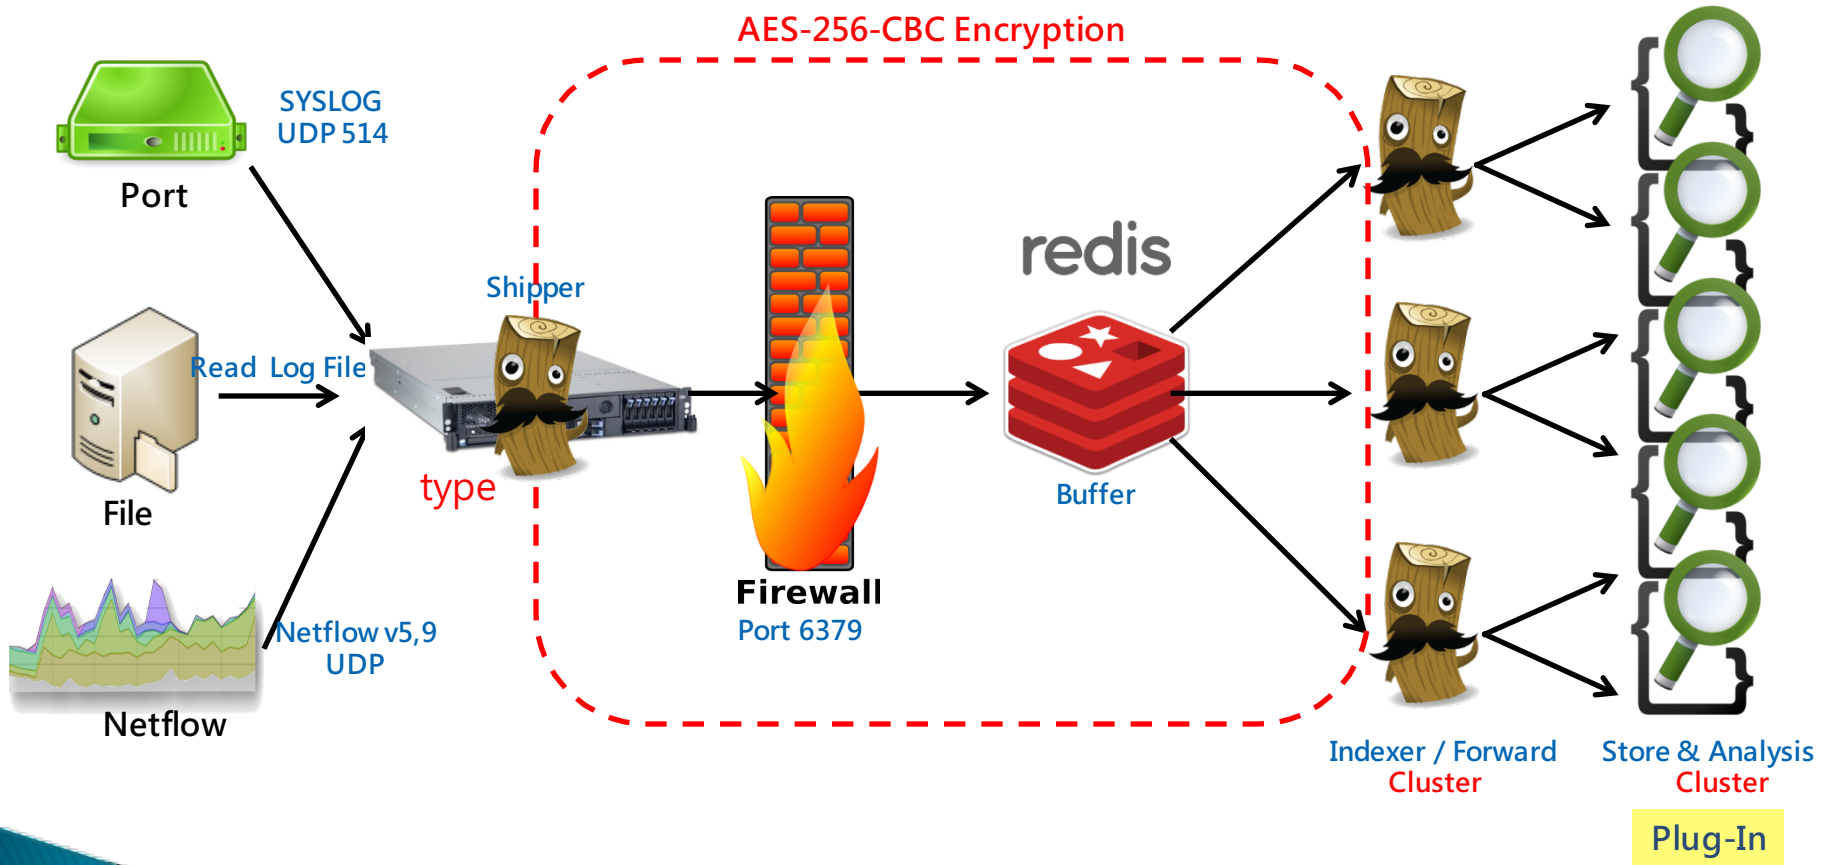 AES-256-CBC Encryption
SYSLOG
UDP 514
Port
Shipper
redis
Read Log File
type
Buffer
File
Firewall
Port 6379
Netflow v5,9
UDP
Netflow
Indexer / Forward
Cluster
Store & Analysis
Cluster
Plug-In